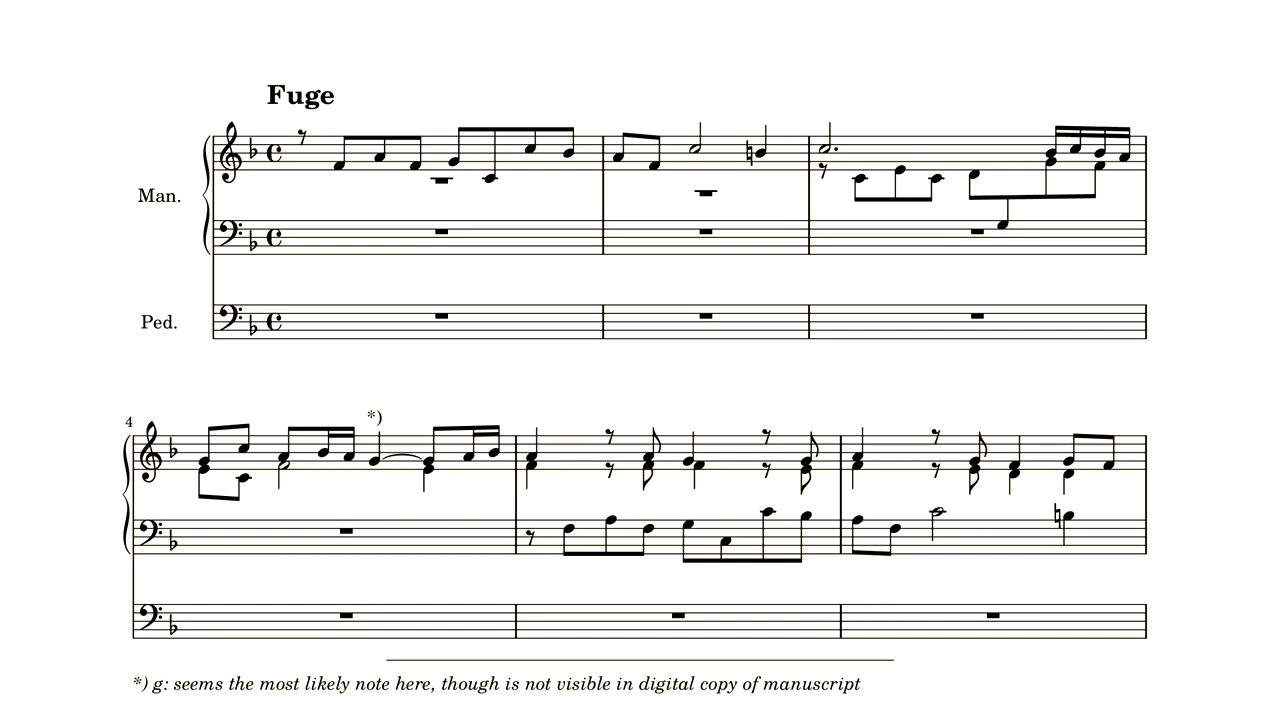 Fuge
Man.
Ped.
4
*)
*) g: seems the most likely note here, though is not visible in digital copy of manuscript